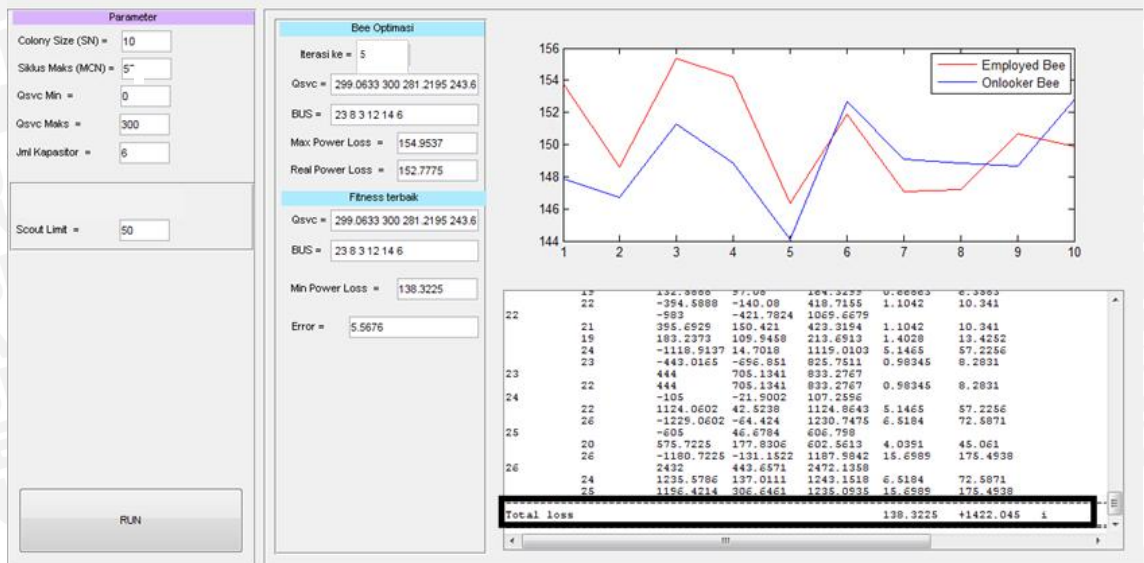 Parameter
Colony Size (SN) = 10
Siklus Maks (MCN) =
Qsvc Min = 0
Qsvc Maks = 300
Jml Kapasitor = 6
Scout Limit = 50
RUN
Bee Optimasi
Iterasi ke = 5
Qsvc = 299.0633 300 281.2195 243.6
BUS = 23 8 3 12 14 6
Max Power Loss = 154.9537
Real Power Loss = 152.7775
Fitness terbaik
Qsvc = 299.0633 300 281.2195 243.6
BUS = 23 8 3 12 14 6
Min Power Loss = 138.3225
Error = 5.5676
156
154
152
150
148
146
144
1 2 3 4 5 6 7 8 9 10
Employed Bee
Onlooker Bee
22 -394.5888 -140.08 418.7155 1.1042 10.341
22 -983 -421.7824 1069.6679
21 395.6929 150.421 423.3194 1.1042 10.341
19 183.2373 109.9458 213.6913 1.4028 13.4252
24 -1118.9137 14.7018 1119.0103 5.1465 57.2256
23 -443.0165 -696.851 825.7511 0.98345 8.2831
23 444 705.1341 833.2767
22 444 705.1341 833.2767 0.98345 8.2831
24 -105 -21.9002 107.2596
22 1124.0602 42.5238 1124.8643 5.1465 57.2256
26 -1229.0602 -64.424 1230.7475 6.5184 72.5871
25 -605 46.6784 606.798
20 575.7225 177.8306 602.5613 4.0391 45.061
26 -1180.7225 -131.1522 1187.9842 15.6989 175.4938
26 2432 443.6571 2472.1358
24 1235.5786 137.0111 1243.1518 6.5184 72.5871
25 1196.4214 306.6461 1235.0935 15.6989 175.4938
Total loss 138.3225 +1422.045 i